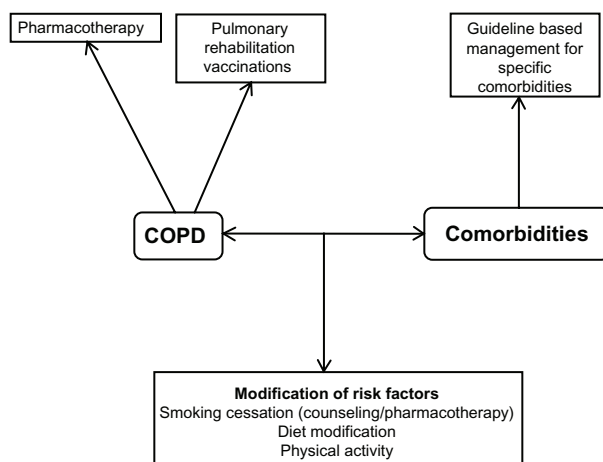 Pharmacotherapy
Pulmonary
rehabilitation
vaccinations
Guideline based
management for
specific
comorbidities
COPD
Comorbidities
Modification of risk factors
Smoking cessation (counseling/pharmacotherapy)
Diet modification
Physical activity